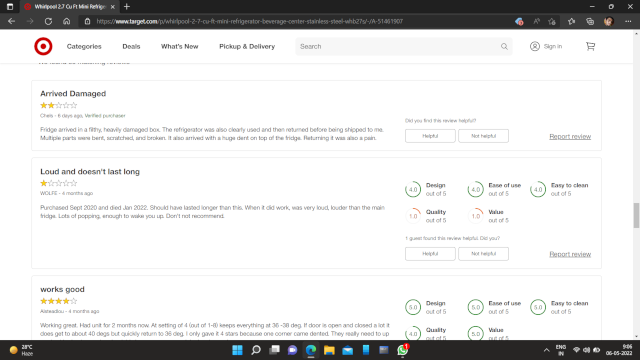 Whirlpool 2.7 Cu Ft Mini Refrige
https://www.target.com/p/whirlpool-2-7-cu-ft-mini-refrigerator-beverage-center-stainless-steel-whb27s/-/A-51461907
Categories Deals What's New Pickup & Delivery Search Sign in
Arrived Damaged
Chels - 6 days ago, Verified purchaser
Fridge arrived in a filthy, heavily damaged box. The refrigerator was also clearly used and then returned before being shipped to me.
Multiple parts were bent, scratched, and broken. It also arrived with a huge dent on top of the fridge. Returning it was also a pain.
Did you find this review helpful?
Helpful Not helpful Report review
Loud and doesn't last long
WOLFE - 4 months ago
Purchased Sept 2020 and died Jan 2022. Should have lasted longer than this. When it did work, was very loud, louder than the main
fridge. Lots of popping, enough to wake you up. Don't not recommend.
4.0 Design out of 5
4.0 Ease of use out of 5
4.0 Easy to clean out of 5
1.0 Quality out of 5
1.0 Value out of 5
1 guest found this review helpful. Did you?
Helpful Not helpful Report review
works good
- 4 months ago
Working great. Had unit for 2 months now. At setting of 4 (out of 1-8) keeps everything at 36 -38 deg. If door is open and closed a lot it
does get to about 40 degs but quickly return to 36 deg. I only gave it 4 stars because one corner came dented. They really need to up
5.0 Design out of 5
5.0 Ease of use out of 5
5.0 Easy to clean out of 5
4.0 Quality
5.0 Value
28°C
Haze
1
ENG
IN
9:06
06-05-2022